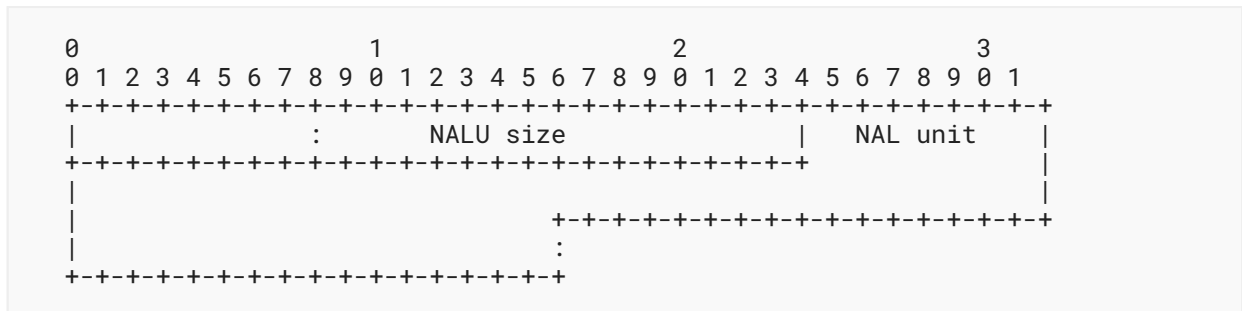 0                   1                   2                   3
0 1 2 3 4 5 6 7 8 9 0 1 2 3 4 5 6 7 8 9 0 1 2 3 4 5 6 7 8 9 0 1
+-+-+-+-+-+-+-+-+-+-+-+-+-+-+-+-+-+-+-+-+-+-+-+-+-+-+-+-+-+-+-+-+
|               :       NALU size               |   NAL unit    |
+-+-+-+-+-+-+-+-+-+-+-+-+-+-+-+-+-+-+-+-+-+-+-+-+               |
|                                                               |
|                               +-+-+-+-+-+-+-+-+-+-+-+-+-+-+-+-+
|                               :
+-+-+-+-+-+-+-+-+-+-+-+-+-+-+-+-+